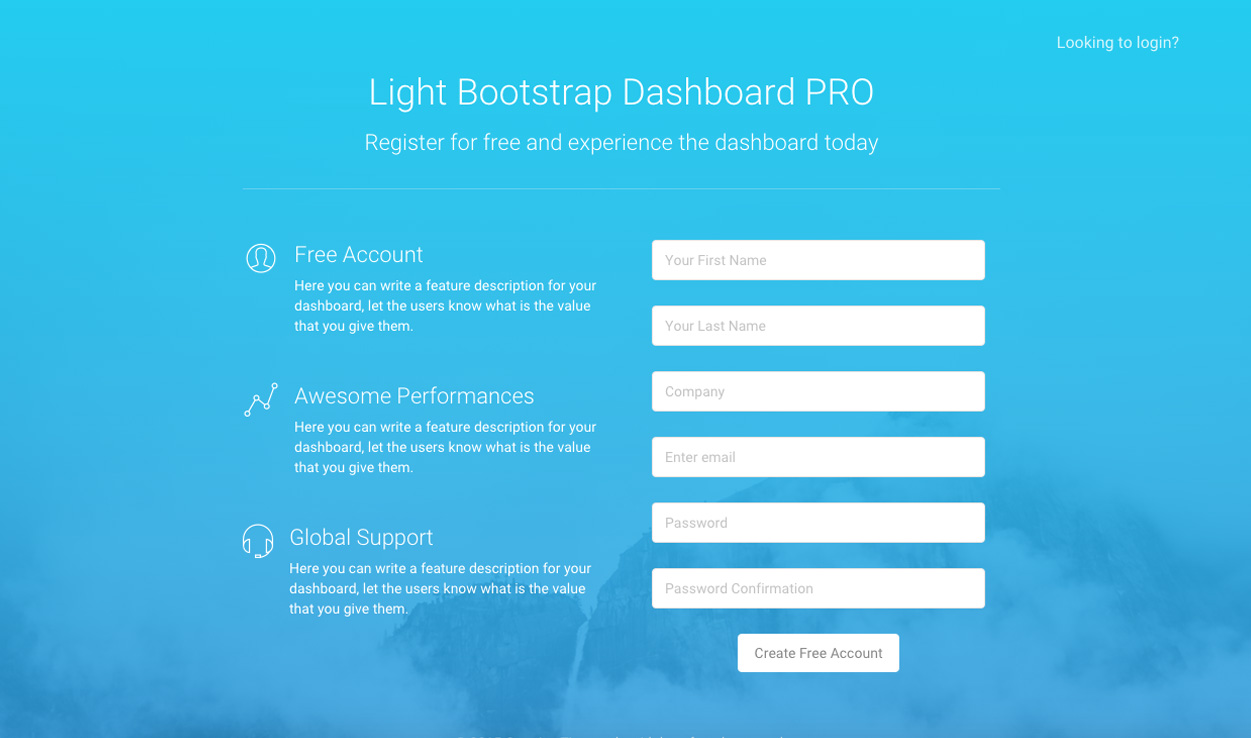 Looking to login?
Light Bootstrap Dashboard PRO
Register for free and experience the dashboard today
Free Account
Here you can write a feature description for your
dashboard, let the users know what is the value
that you give them.
Awesome Performances
Here you can write a feature description for your
dashboard, let the users know what is the value
that you give them.
Global Support
Here you can write a feature description for your
dashboard, let the users know what is the value
that you give them.
Your First Name
Your Last Name
Company
Enter email
Password
Password Confirmation
Create Free Account